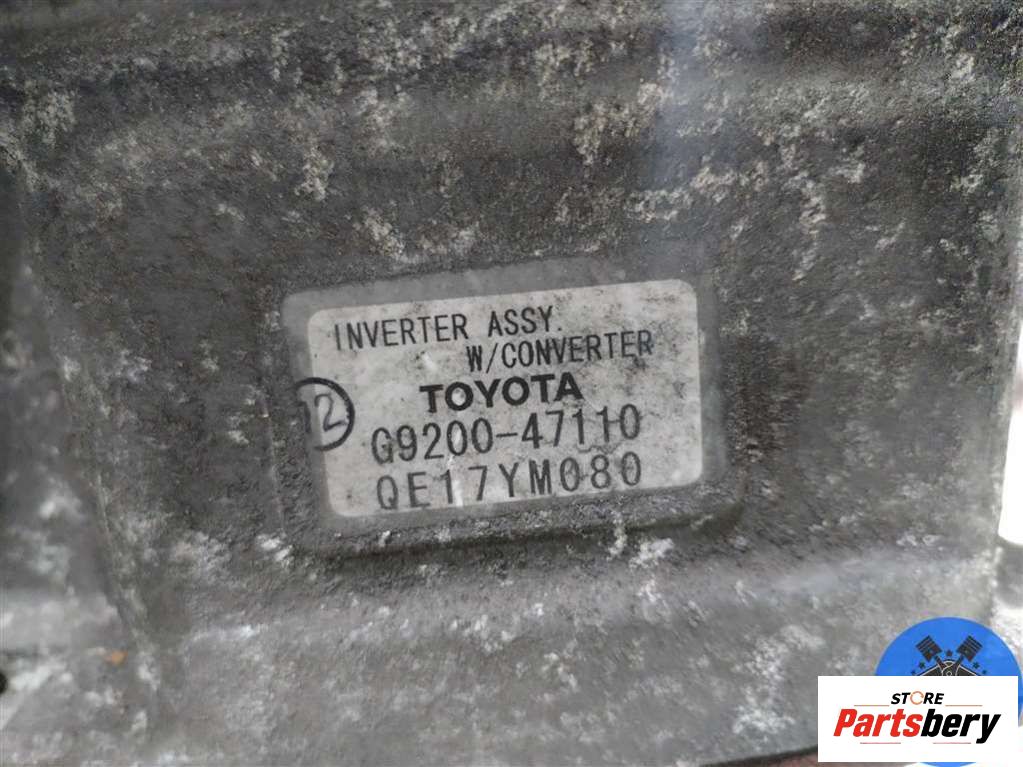 INVERTER ASSY.
W/CONVERTER
TOYOTA
12
G9200-47110
QE17YM080
STORE
Partsbery